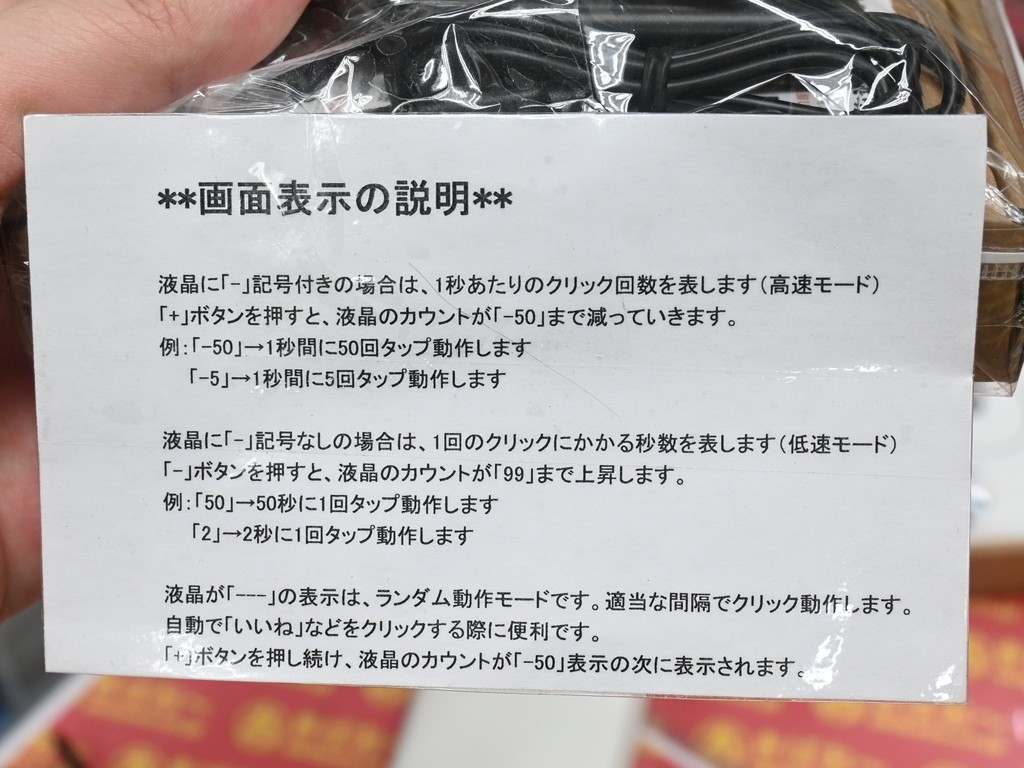 **画面表示の説明**
液晶に「-」記号付きの場合は、1秒あたりのクリック回数を表します（高速モード）
「+」ボタンを押すと、液晶のカウントが「-50」まで減っていきます。
例：「-50」→1秒間に50回タップ動作します
「-5」→1秒間に5回タップ動作します
液晶に「-」記号なしの場合は、1回のクリックにかかる秒数を表します（低速モード）
「-」ボタンを押すと、液晶のカウントが「99」まで上昇します。
例：「50」→50秒に1回タップ動作します
「2」→2秒に1回タップ動作します
液晶が「---」の表示は、ランダム動作モードです。適当な間隔でクリック動作します。
自動で「いいね」などをクリックする際に便利です。
「+」ボタンを押し続け、液晶のカウントが「-50」表示の次に表示されます。